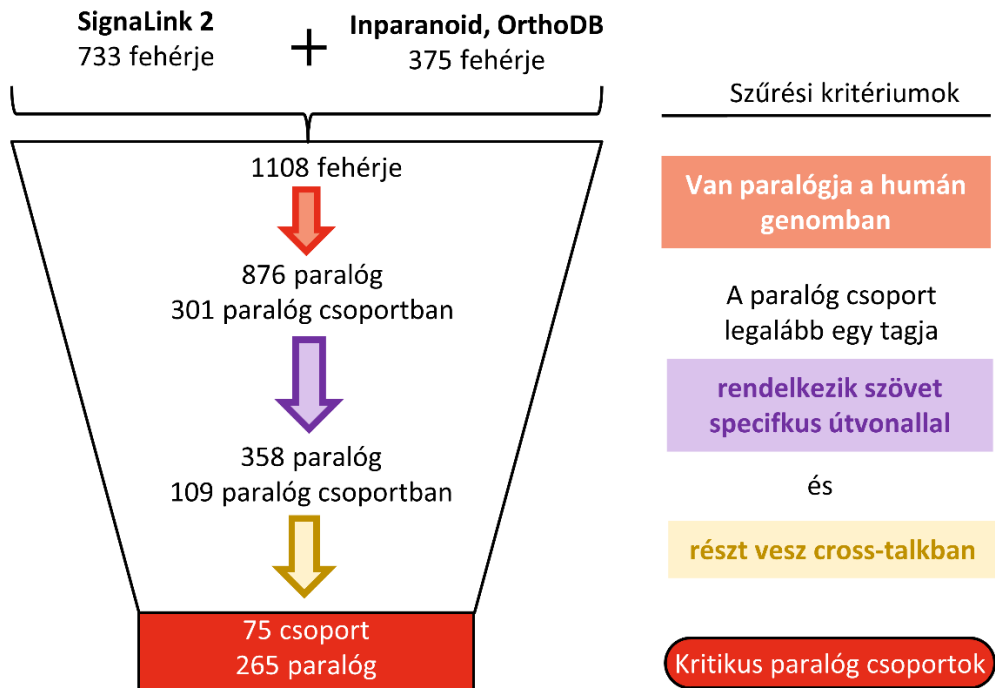 SignaLink 2
733 fehérje
+
Inparanoid, OrthoDB
375 fehérje
1108 fehérje
876 paralóg
301 paralóg csoportban
358 paralóg
109 paralóg csoportban
75 csoport
265 paralóg
Szűrési kritériumok
Van paralógja a humán
genomban
A paralóg csoport
legalább egy tagja
rendelkezik szövet
specifkus útvonallal
és
részt vesz cross-talkban
Kritikus paralóg csoportok